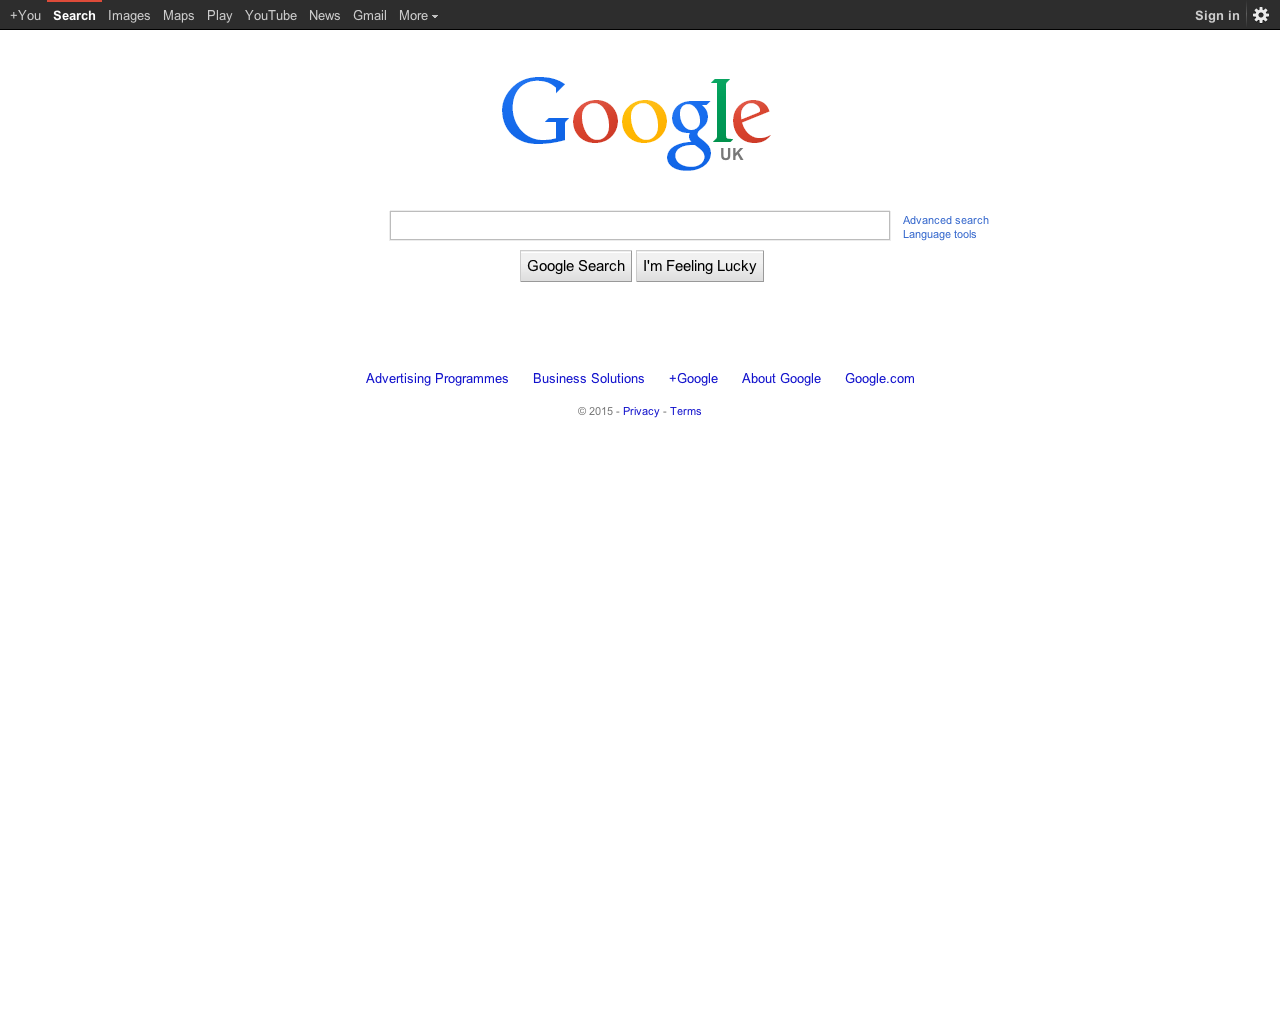 +You Search Images Maps Play YouTube News Gmail More Sign in
Google
UK
Advanced search
Language tools
Google Search I'm Feeling Lucky
Advertising Programmes Business Solutions +Google About Google Google.com
© 2015 - Privacy - Terms